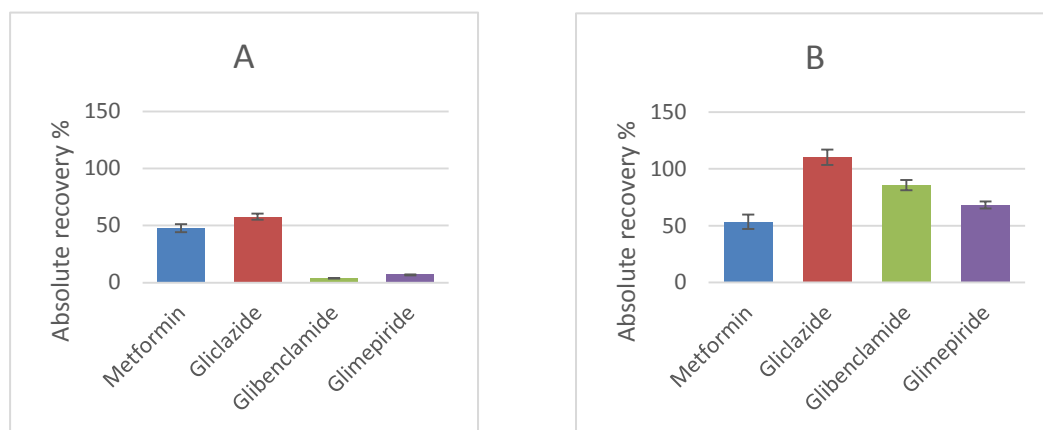 A
Absolute recovery %
150
100
50
0
Metformin
Gliclazide
Glibenclamide
Glimepiride
B
Absolute recovery %
150
100
50
0
Metformin
Gliclazide
Glibenclamide
Glimepiride